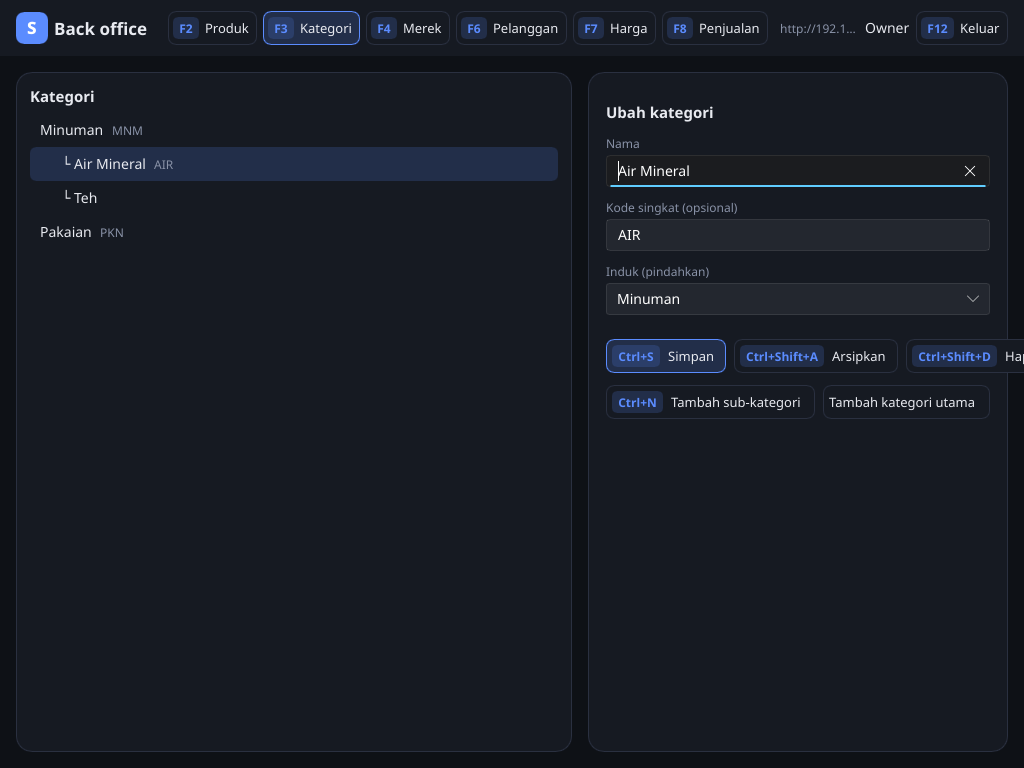 S Back office F2 Produk F3 Kategori F4 Merek F6 Pelanggan F7 Harga F8 Penjualan http://192.1... Owner F12 Keluar
Kategori
Minuman MNM
└ Air Mineral AIR
└ Teh
Pakaian PKN
Ubah kategori
Nama
Air Mineral
Kode singkat (opsional)
AIR
Induk (pindahkan)
Minuman
Ctrl+S Simpan Ctrl+Shift+A Arsipkan Ctrl+Shift+D
Ctrl+N Tambah sub-kategori Tambah kategori utama